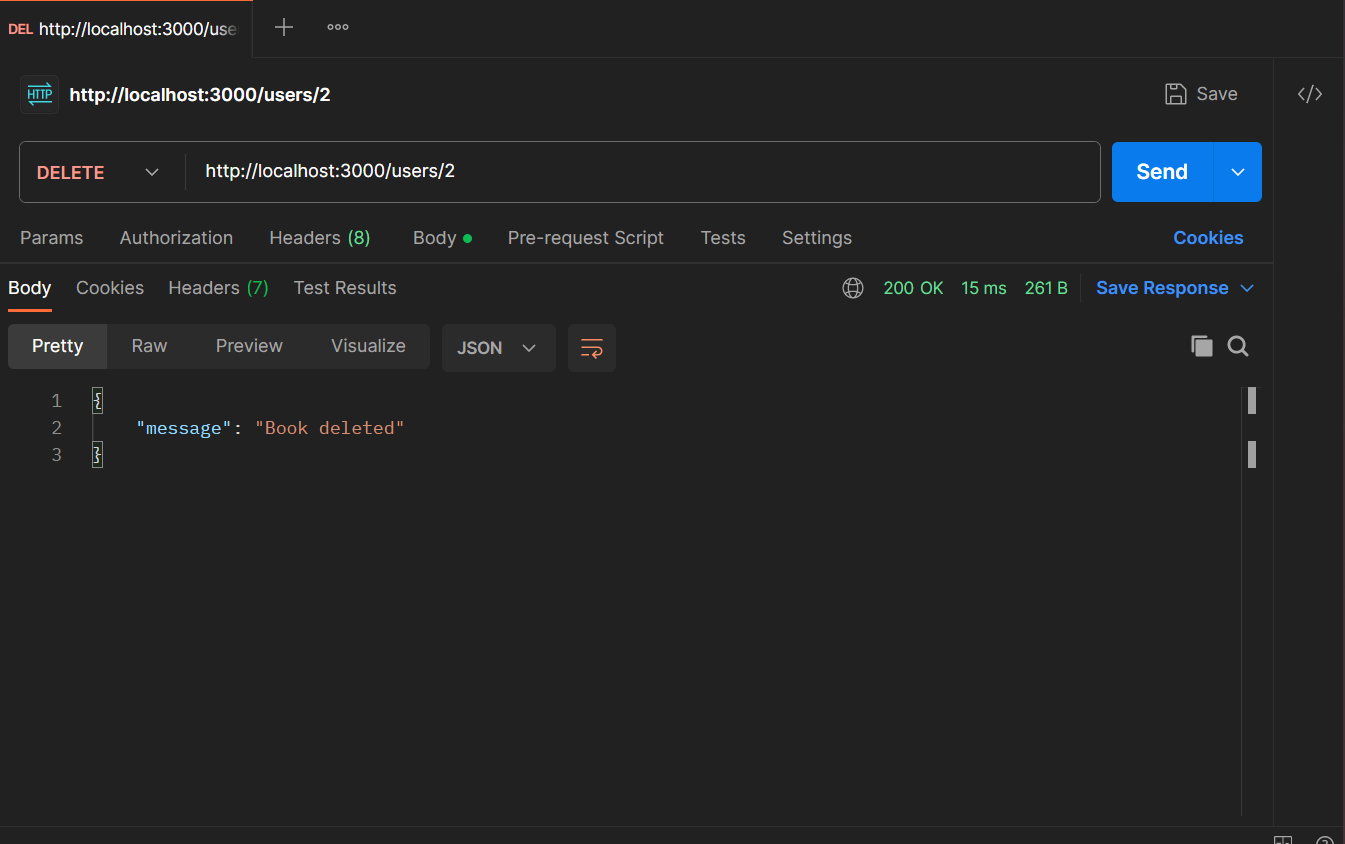 DEL http://localhost:3000/use
HTTP http://localhost:3000/users/2 Save </>
DELETE http://localhost:3000/users/2 Send
Params Authorization Headers (8) Body Pre-request Script Tests Settings Cookies
Body Cookies Headers (7) Test Results 200 OK 15 ms 261 B Save Response
Pretty Raw Preview Visualize JSON
1 {
2 "message": "Book deleted"
3 }